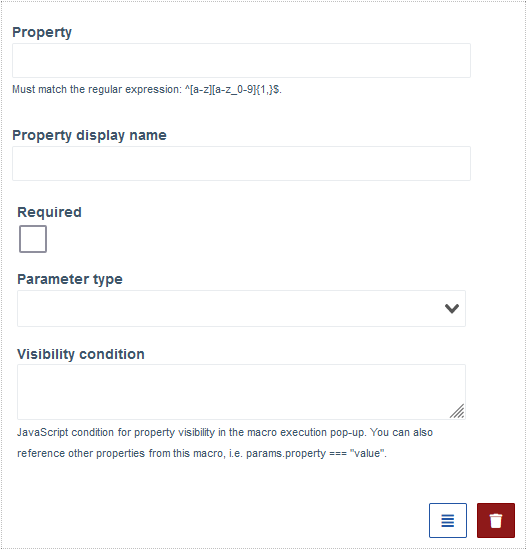 Property
Must match the regular expression: ^[a-z][a-z_0-9]{1,}$.
Property display name
Required
Parameter type
Visibility condition
JavaScript condition for property visibility in the macro execution pop-up. You can also
reference other properties from this macro, i.e. params.property === "value".